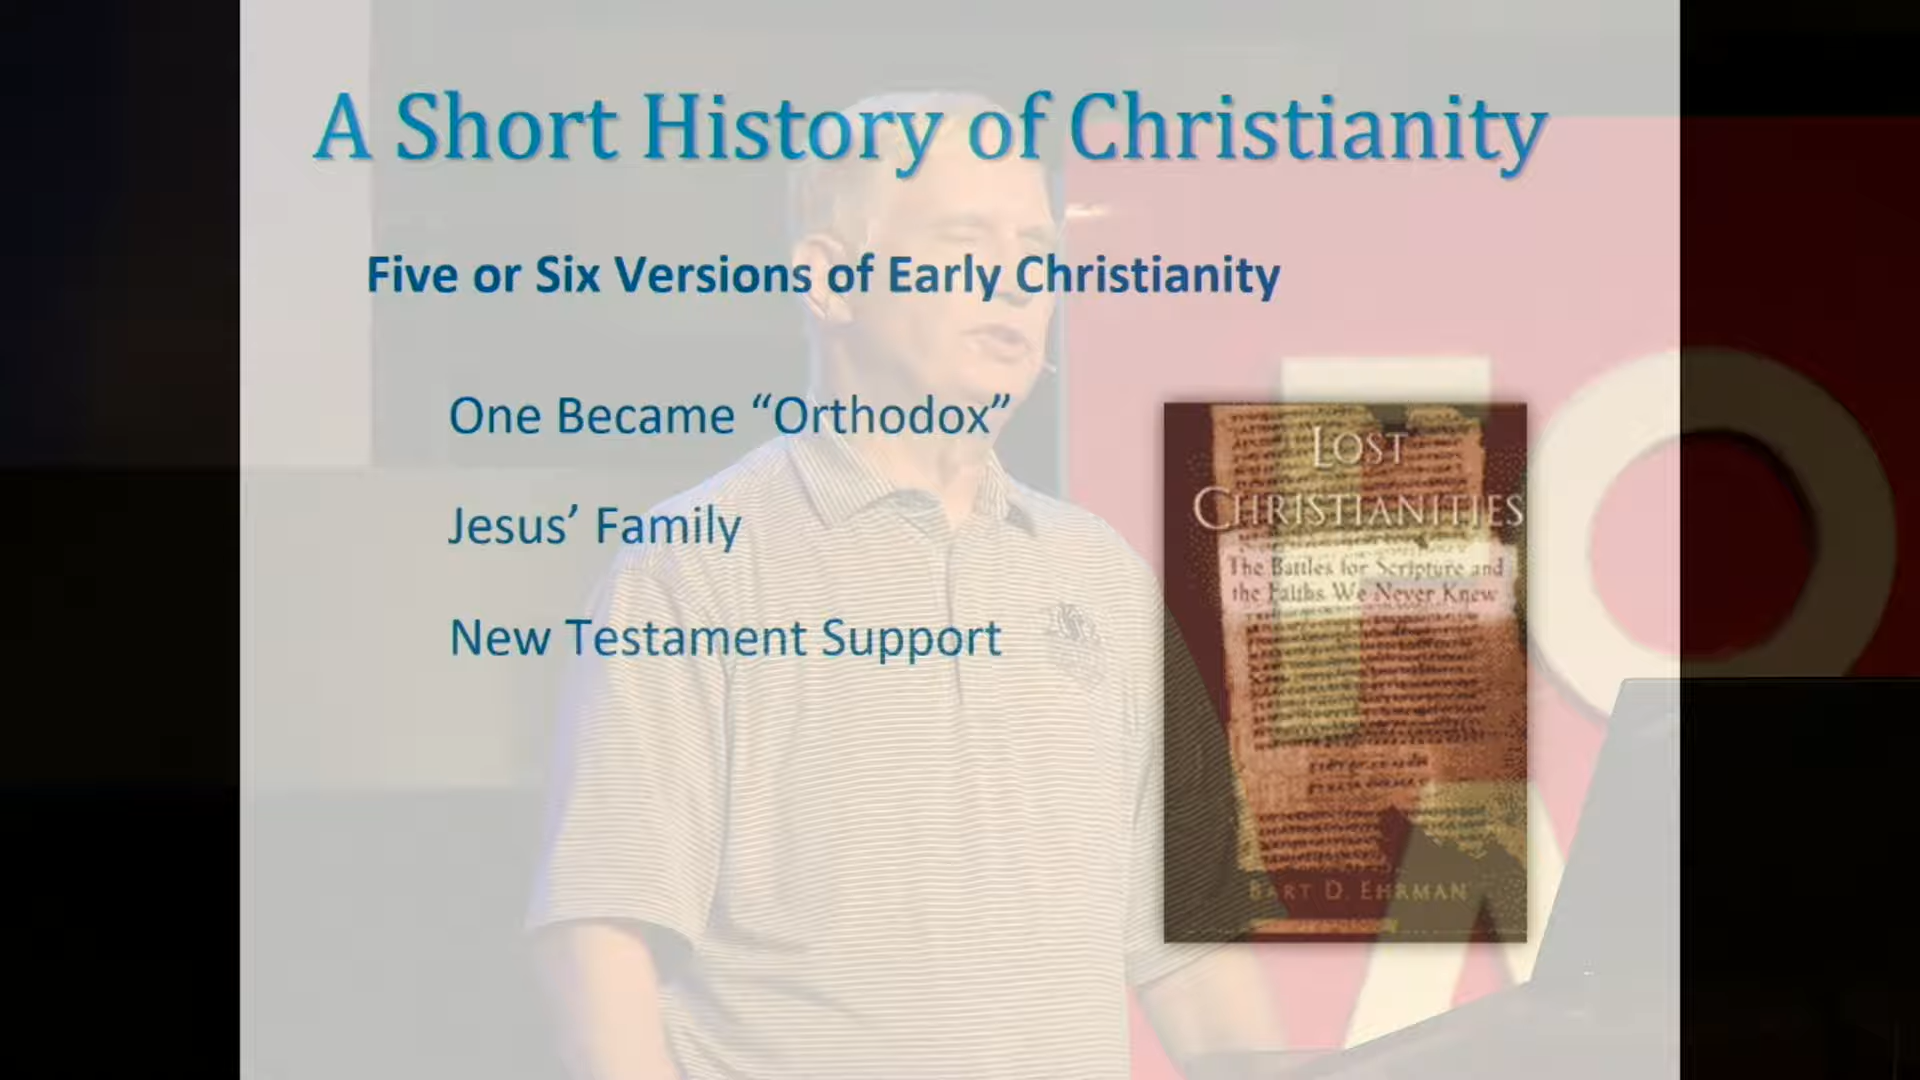 A Short History of Christianity
Five or Six Versions of Early Christianity
One Became “Orthodox”
Jesus’ Family
New Testament Support
LOST
CHRISTIANITIES
The Battles for Scripture and
the Faiths We Never Knew
BART D. EHRMAN